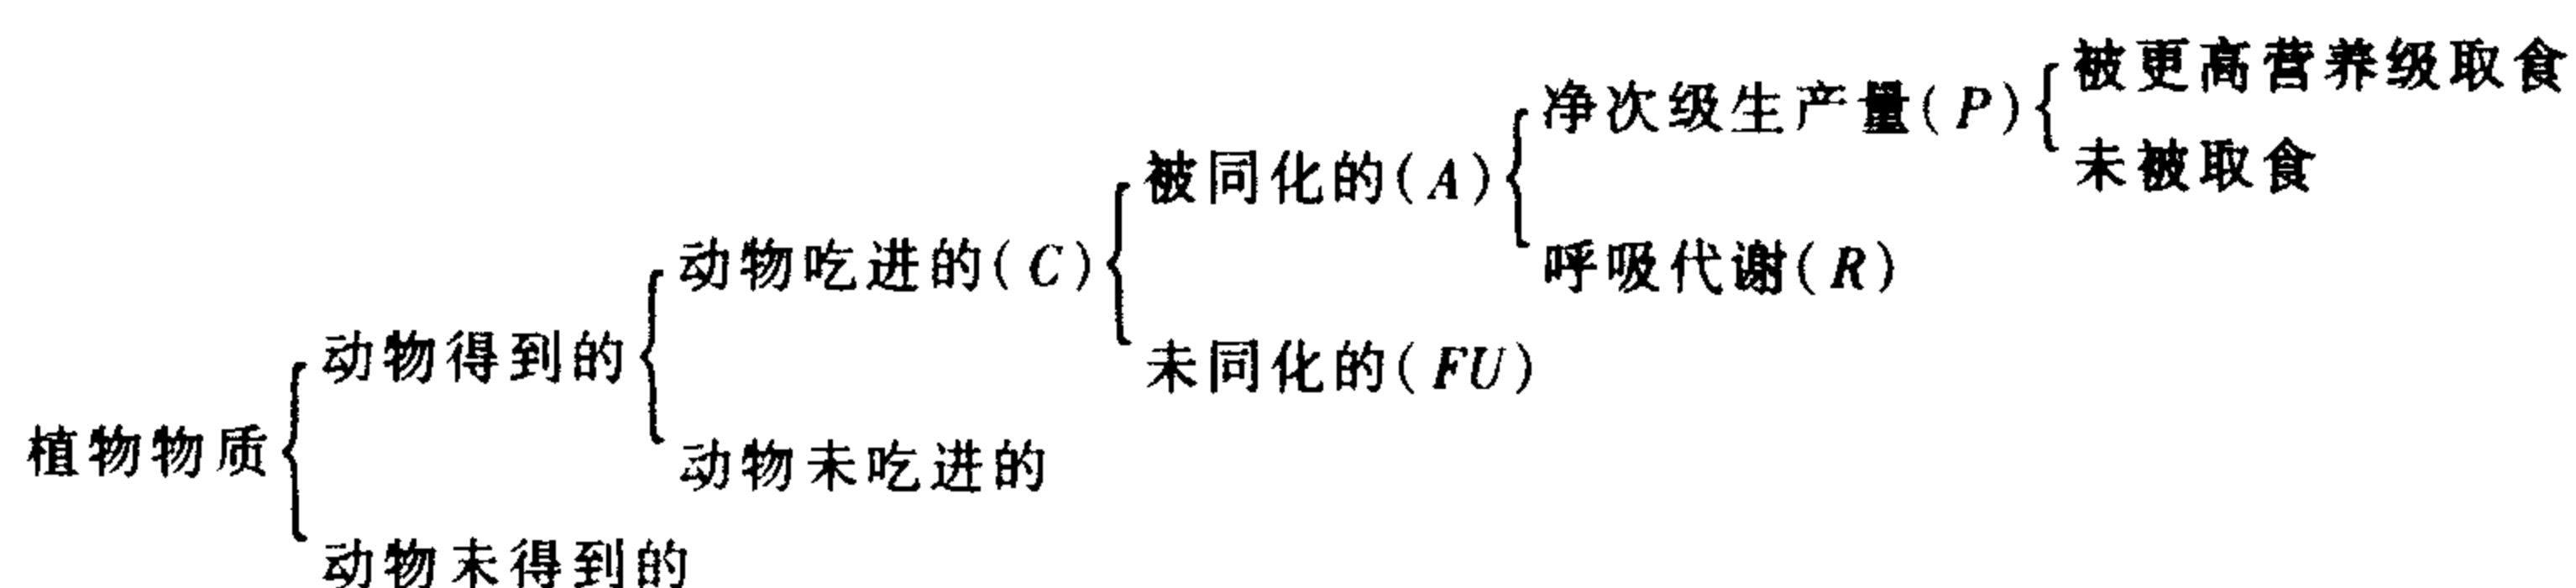 被更高营养级取食
净次级生产量(P)
未被取食
被同化的(A)
动物吃进的(C)
呼吸代谢(R)
动物得到的
未同化的(FU)
植物物质
动物未吃进的
动物未得到的